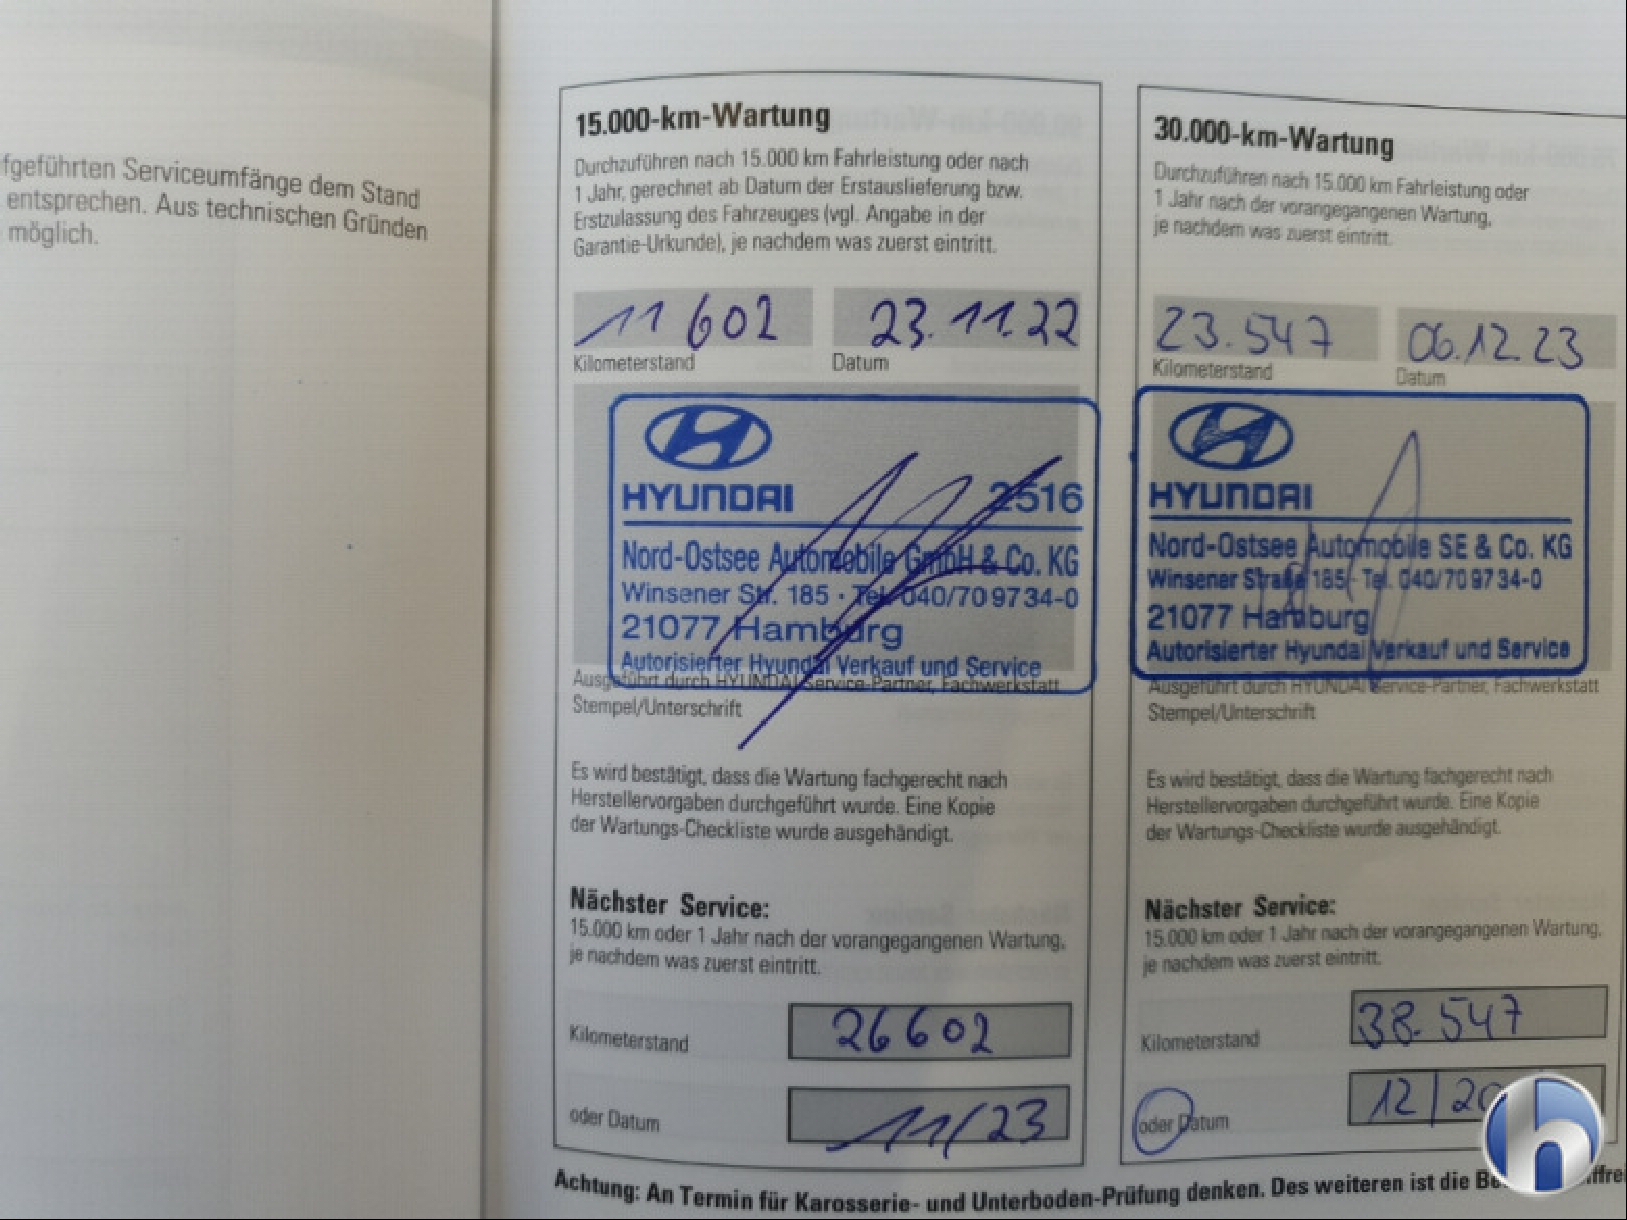 fgeführten Serviceumfänge dem Stand
entsprechen. Aus technischen Gründen
möglich.
15.000-km-Wartung
Durchzuführen nach 15.000 km Fahrleistung oder nach
1 Jahr, gerechnet ab Datum der Erstauslieferung bzw.
Erstzulassung des Fahrzeuges (vgl. Angabe in der
Garantie-Urkunde), je nachdem was zuerst eintritt.
11 602 23.11.22
Kilometerstand Datum
HYUNDAI 2516
Nord-Ostsee Automobile GmbH & Co. KG
Winsener Str. 185 · Tel. 040/70 97 34-0
21077 Hamburg
Autorisierter Hyundai Verkauf und Service
Ausgeführt durch HYUNDAI Service-Partner, Fachwerkstatt
Stempel/Unterschrift
Es wird bestätigt, dass die Wartung fachgerecht nach
Herstellervorgaben durchgeführt wurde. Eine Kopie
der Wartungs-Checkliste wurde ausgehändigt.
Nächster Service:
15.000 km oder 1 Jahr nach der vorangegangenen Wartung,
je nachdem was zuerst eintritt.
Kilometerstand 26602
oder Datum 11/23
30.000-km-Wartung
Durchzuführen nach 15.000 km Fahrleistung oder
1 Jahr nach der vorangegangenen Wartung,
je nachdem was zuerst eintritt.
23.547 06.12.23
Kilometerstand Datum
HYUNDAI
Nord-Ostsee Automobile SE & Co. KG
Winsener Straße 185 · Tel. 040/70 97 34-0
21077 Hamburg
Autorisierter Hyundai Verkauf und Service
Ausgeführt durch HYUNDAI Service-Partner, Fachwerkstatt
Stempel/Unterschrift
Es wird bestätigt, dass die Wartung fachgerecht nach
Herstellervorgaben durchgeführt wurde. Eine Kopie
der Wartungs-Checkliste wurde ausgehändigt.
Nächster Service:
15.000 km oder 1 Jahr nach der vorangegangenen Wartung,
je nachdem was zuerst eintritt.
Kilometerstand 38.547
oder Datum 12/20
Achtung: An Termin für Karosserie- und Unterboden-Prüfung denken. Des weiteren ist die
h